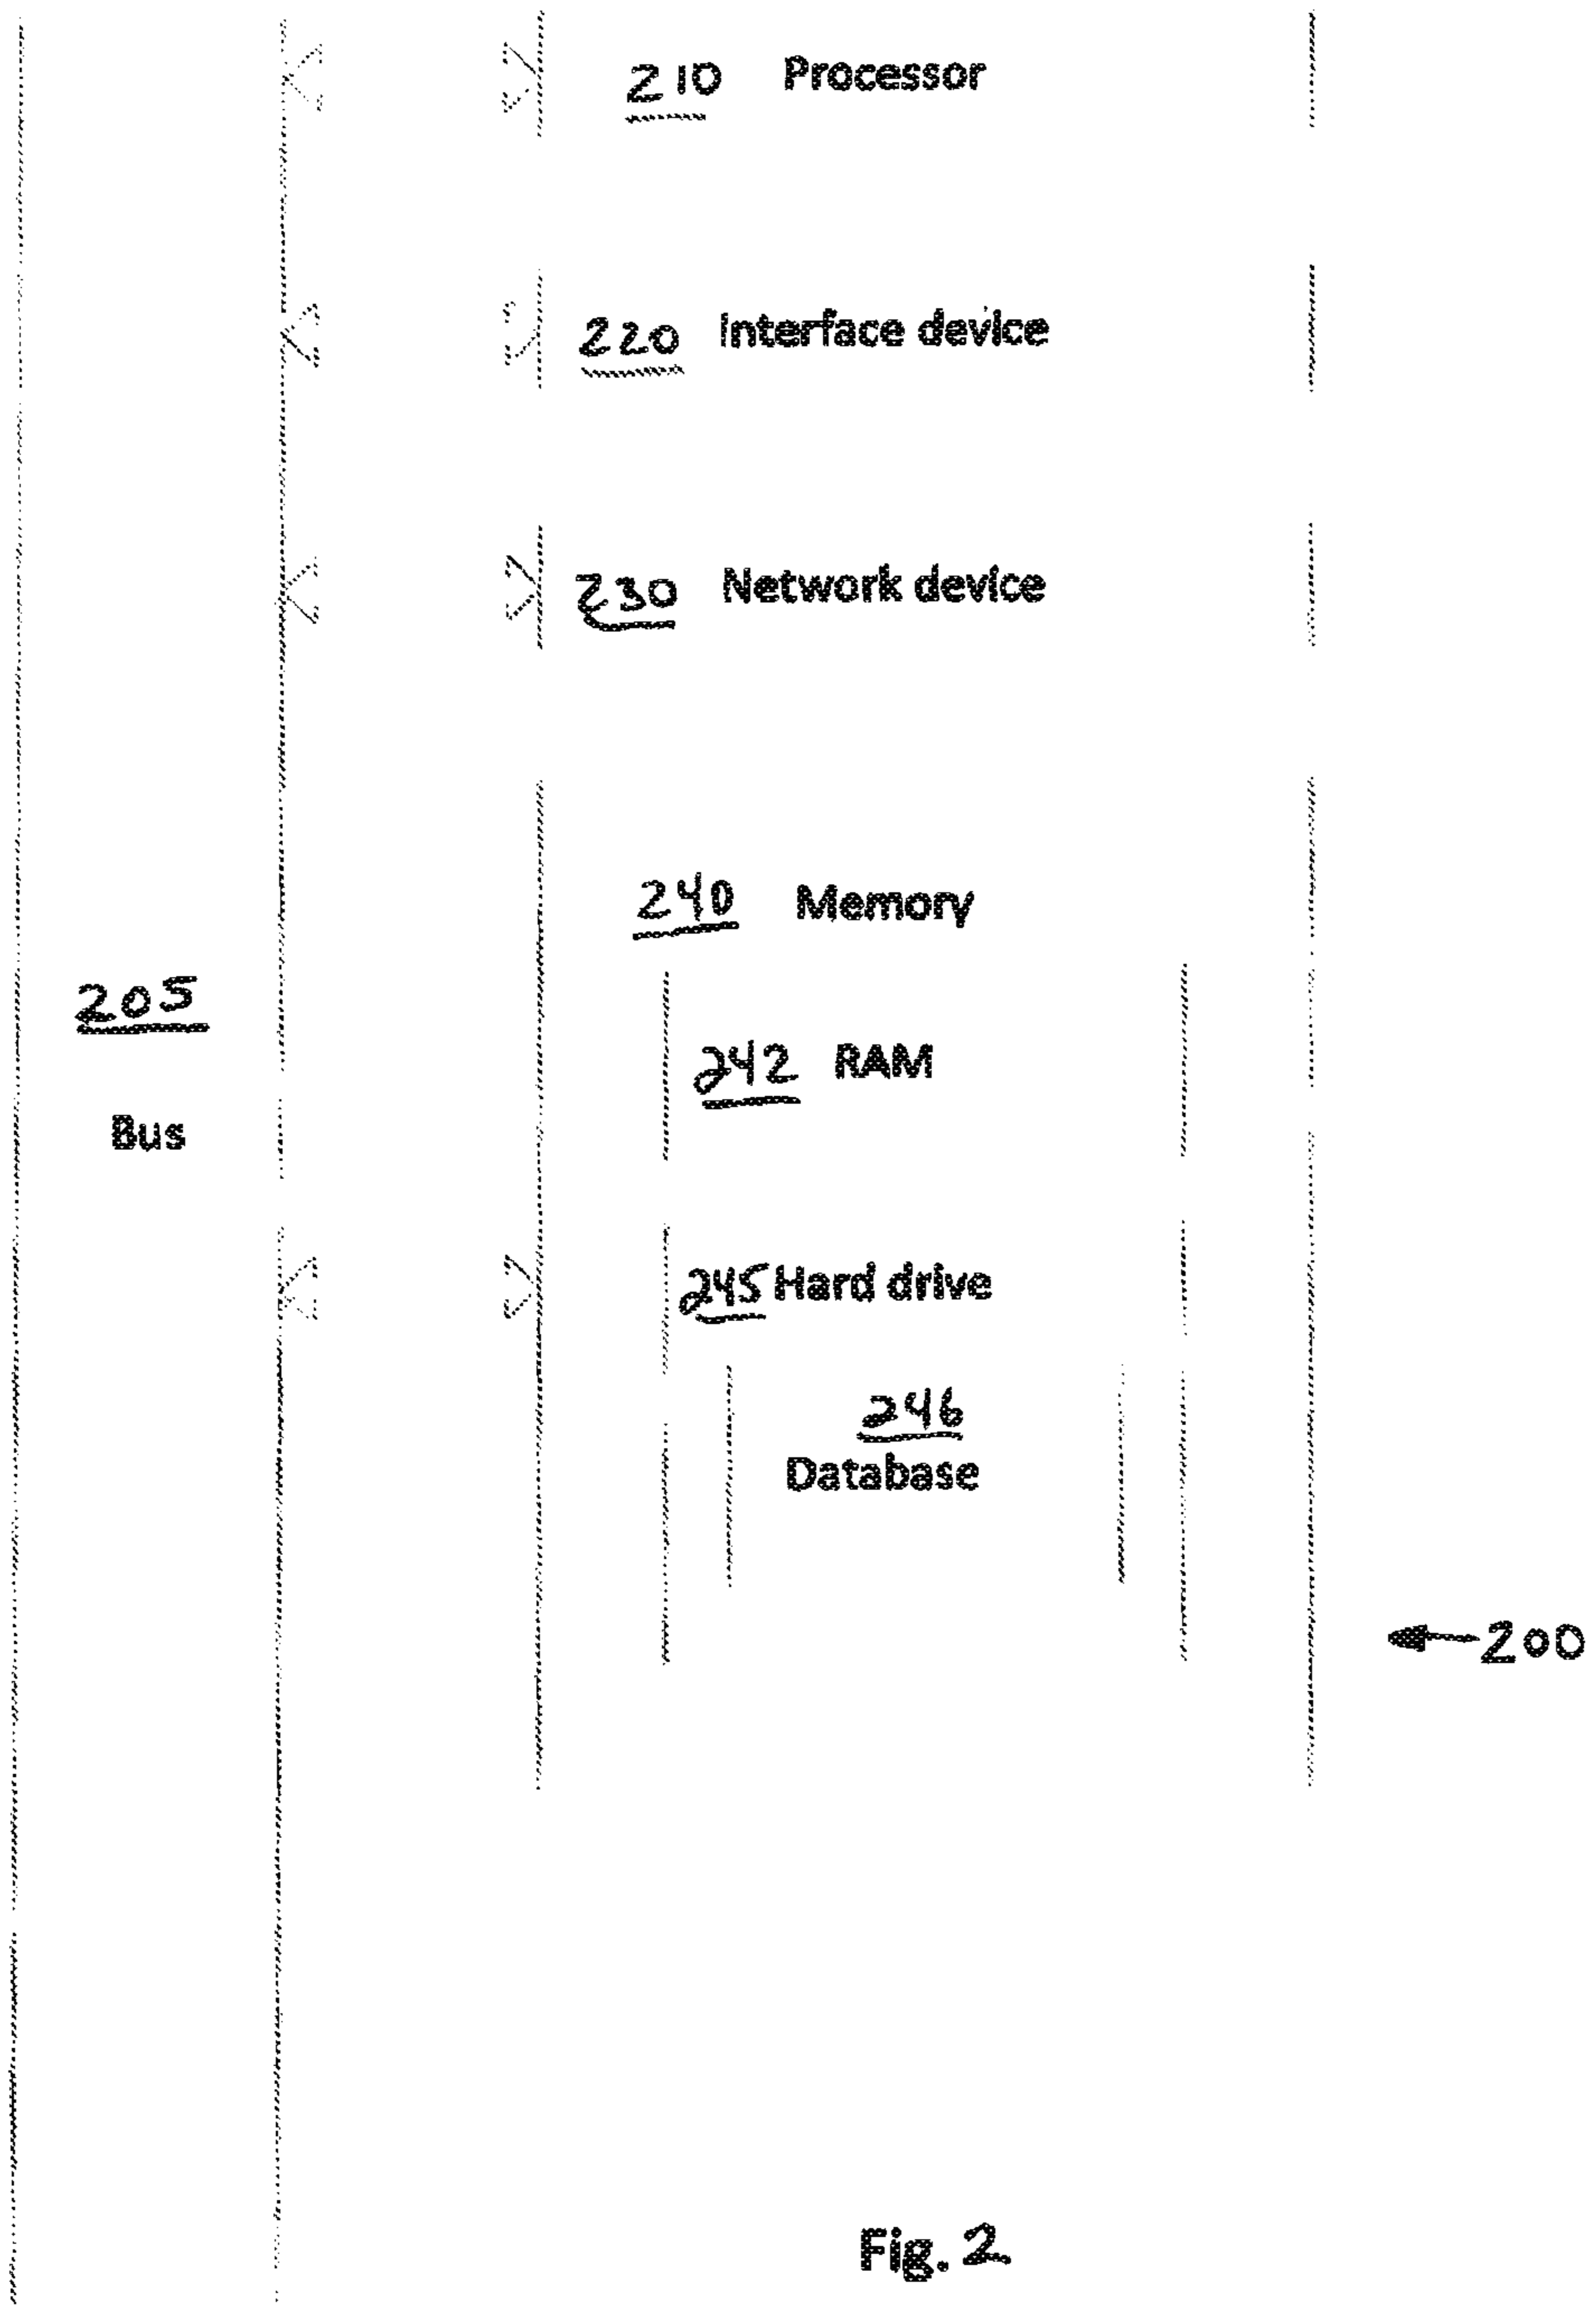 210 Processor
220 Interface device
230 Network device
240 Memory
205
Bus
242 RAM
245 Hard drive
246
Database
200
Fig. 2